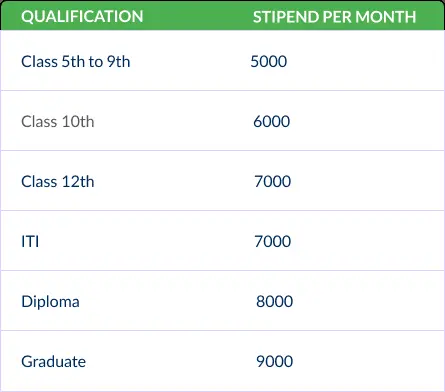 QUALIFICATION STIPEND PER MONTH
Class 5th to 9th 5000
Class 10th 6000
Class 12th 7000
ITI 7000
Diploma 8000
Graduate 9000